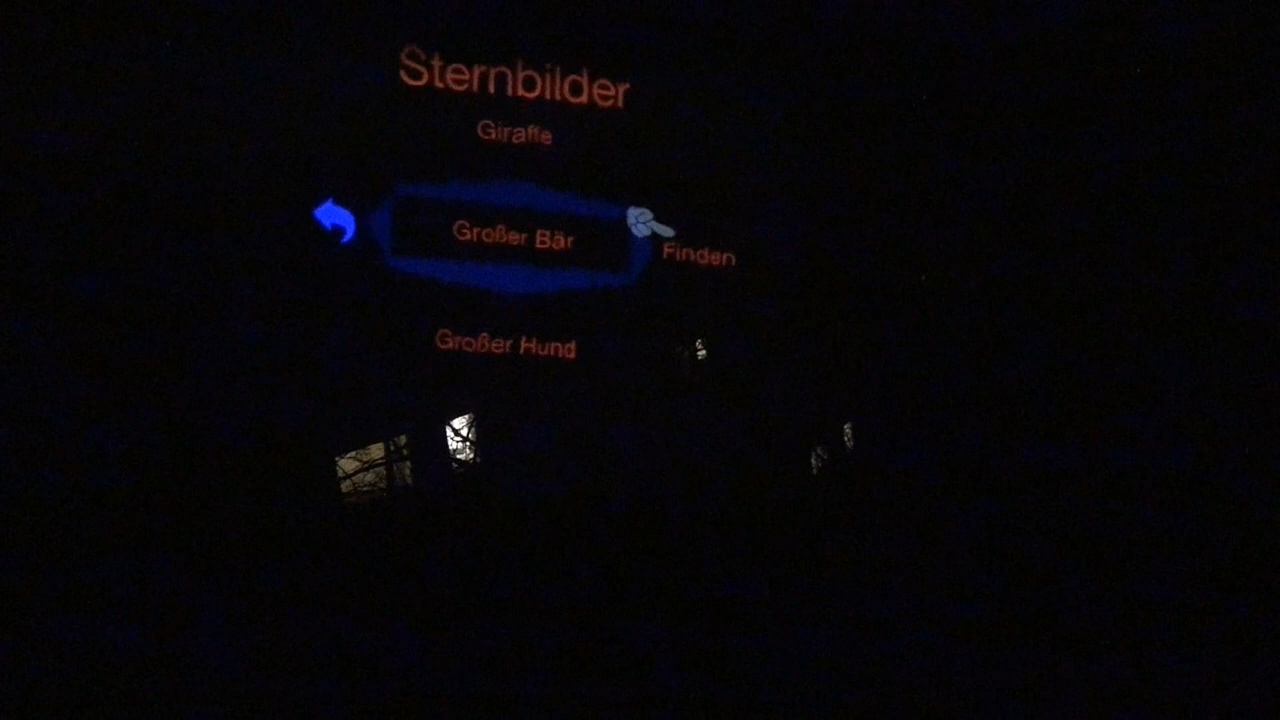 Sternbilder
Giraffe
Großer Bär
Finden
Großer Hund